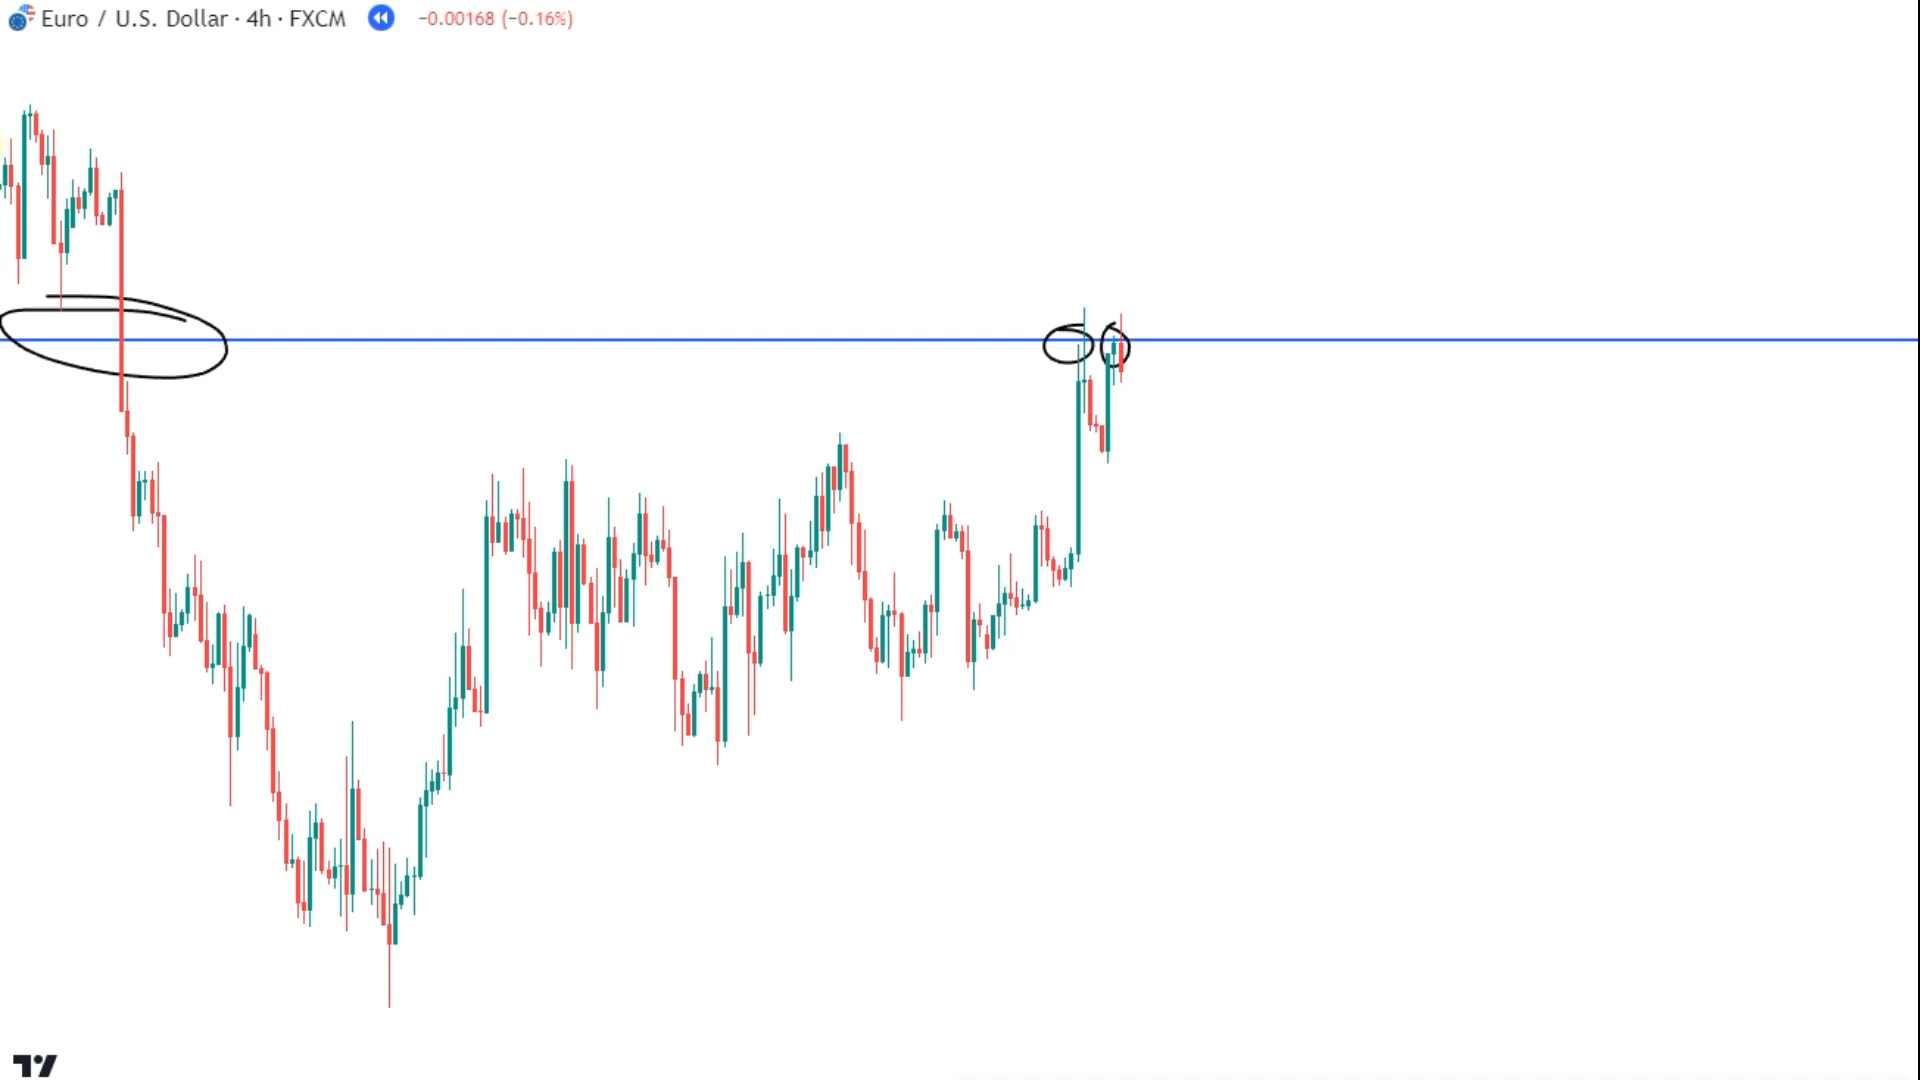 Euro / U.S. Dollar · 4h · FXCM −0.00168 (−0.16%)